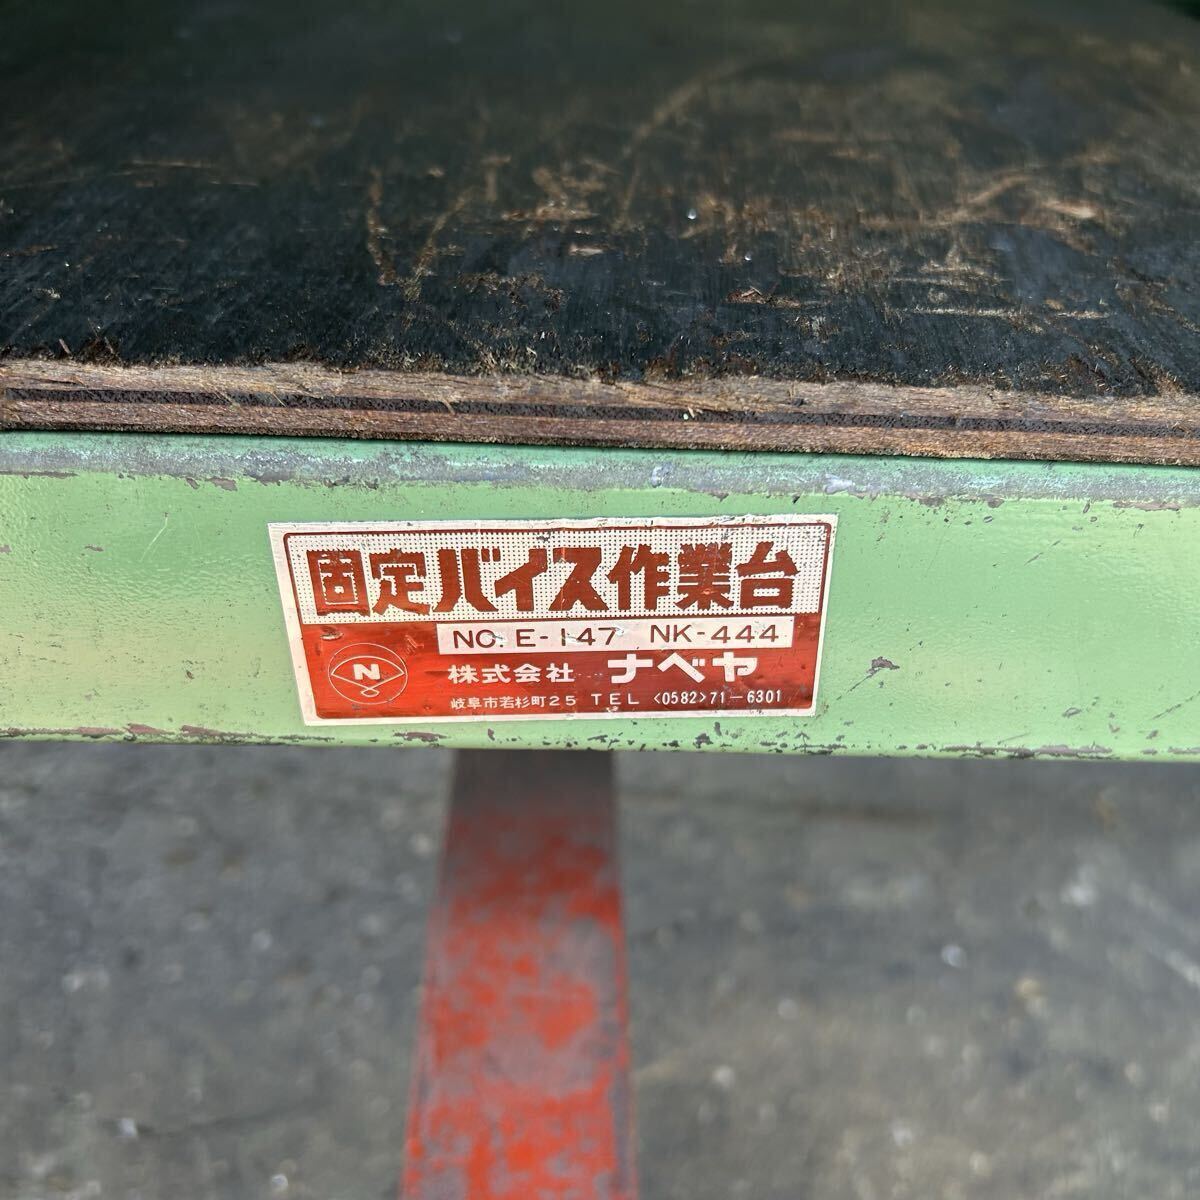 固定バイス作業台
NO. E-147 NK-444
N
株式会社 ナベヤ
岐阜市若杉町25 TEL <0582>71-6301